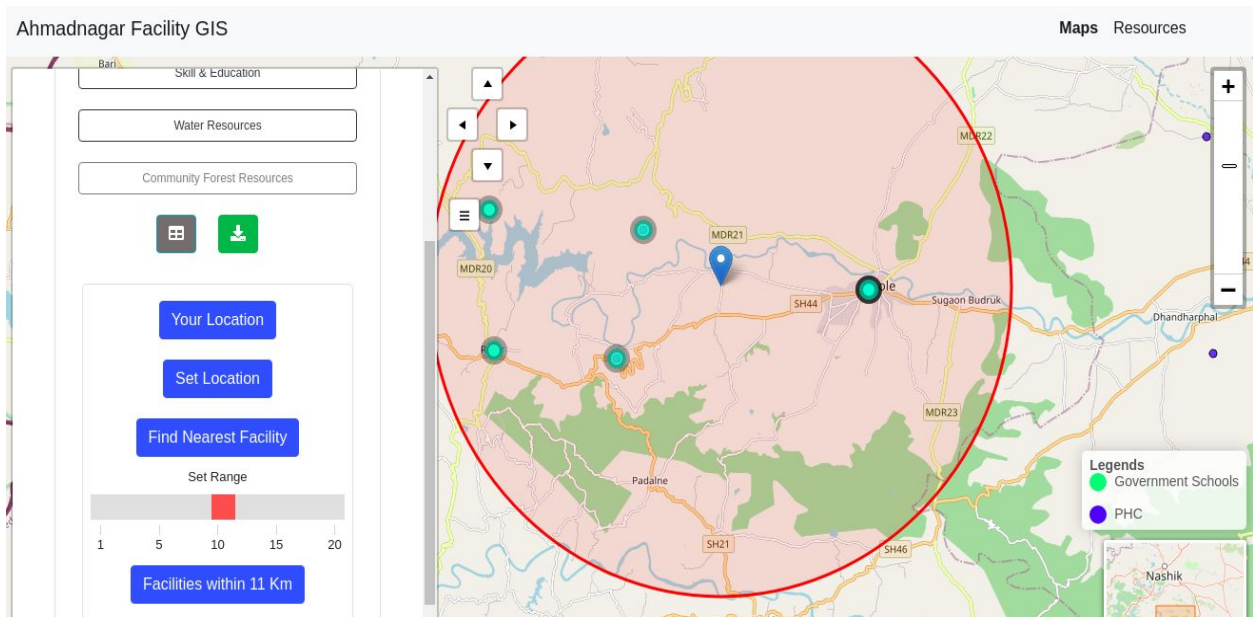 Ahmadnagar Facility GIS
Maps Resources
Bari
Skill & Education
Water Resources
Community Forest Resources
Your Location
Set Location
Find Nearest Facility
Set Range
1 5 10 15 20
Facilities within 11 Km
MDR22
MDR21
MDR20
SH44
Sugaon Budruk
Dhandharphal
MDR23
Padalne
SH21
SH46
+
−
Legends
Government Schools
PHC
Nashik